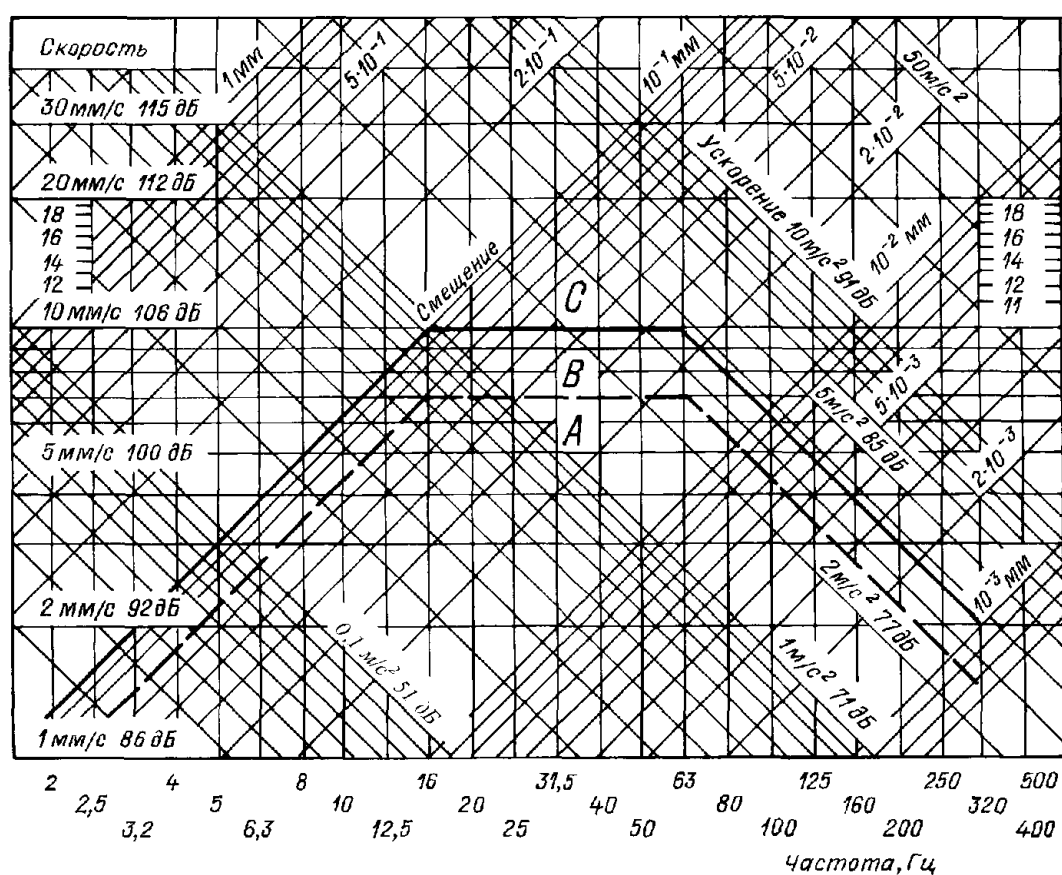 Скорость
1 мм
5·10⁻¹
2·10⁻¹
10⁻¹ мм
5·10⁻²
50 м/с²
2·10⁻²
30 мм/с 115 дБ
20 мм/с 112 дБ
Ускорение 10 м/с² 91 дБ
18
16
14
12
18
16
14
12
11
10⁻² мм
10 мм/с 106 дБ
Смещение
С
В
А
5·10⁻³
5 м/с² 85 дБ
5 мм/с 100 дБ
2·10⁻³
2 мм/с 92 дБ
10⁻³ мм
2 м/с² 77 дБ
0,1 м/с² 51 дБ
1 м/с² 71 дБ
1 мм/с 86 дБ
2 4 8 16 31,5 63 125 250 500
2,5 5 10 20 40 80 160 320
3,2 6,3 12,5 25 50 100 200 400
Частота, Гц